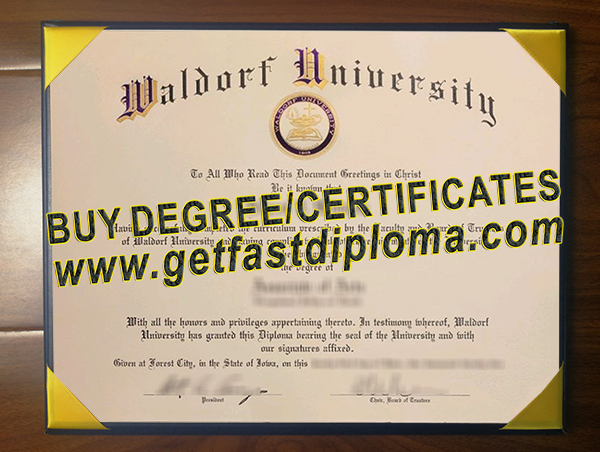 Waldorf University
WALDORF UNIVERSITY
1903
To All Who Read This Document Greetings in Christ
Be it known that
BUY DEGREE/CERTIFICATES
the curriculum prescribed by the Faculty and Board of
of Waldorf University
www.getfastdiploma.com
the degree of
With all the honors and privileges appertaining thereto. In testimony whereof, Waldorf
University has granted this Diploma bearing the seal of the University and with
our signatures affixed.
Given at Forest City, in the State of Iowa, on this
President
Chair, Board of Trustees